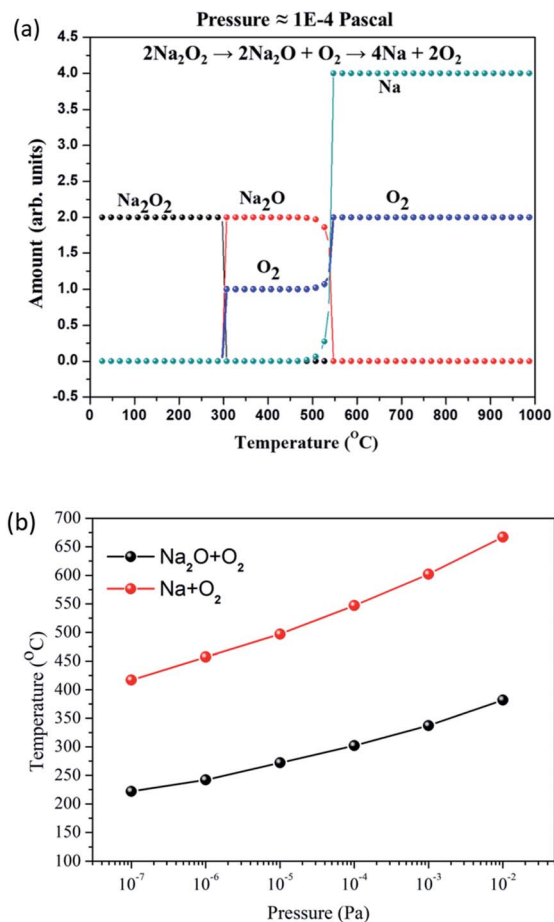 (a)
Pressure ≈ 1E-4 Pascal
2Na₂O₂ → 2Na₂O + O₂ → 4Na + 2O₂
Na
Na₂O₂
Na₂O
O₂
O₂
Amount (arb. units)
4.5
4.0
3.5
3.0
2.5
2.0
1.5
1.0
0.5
0.0
-0.5
0 100 200 300 400 500 600 700 800 900 1000
Temperature (°C)
(b)
Na₂O+O₂
Na+O₂
Temperature (°C)
700
650
600
550
500
450
400
350
300
250
200
150
100
10⁻⁷ 10⁻⁶ 10⁻⁵ 10⁻⁴ 10⁻³ 10⁻²
Pressure (Pa)